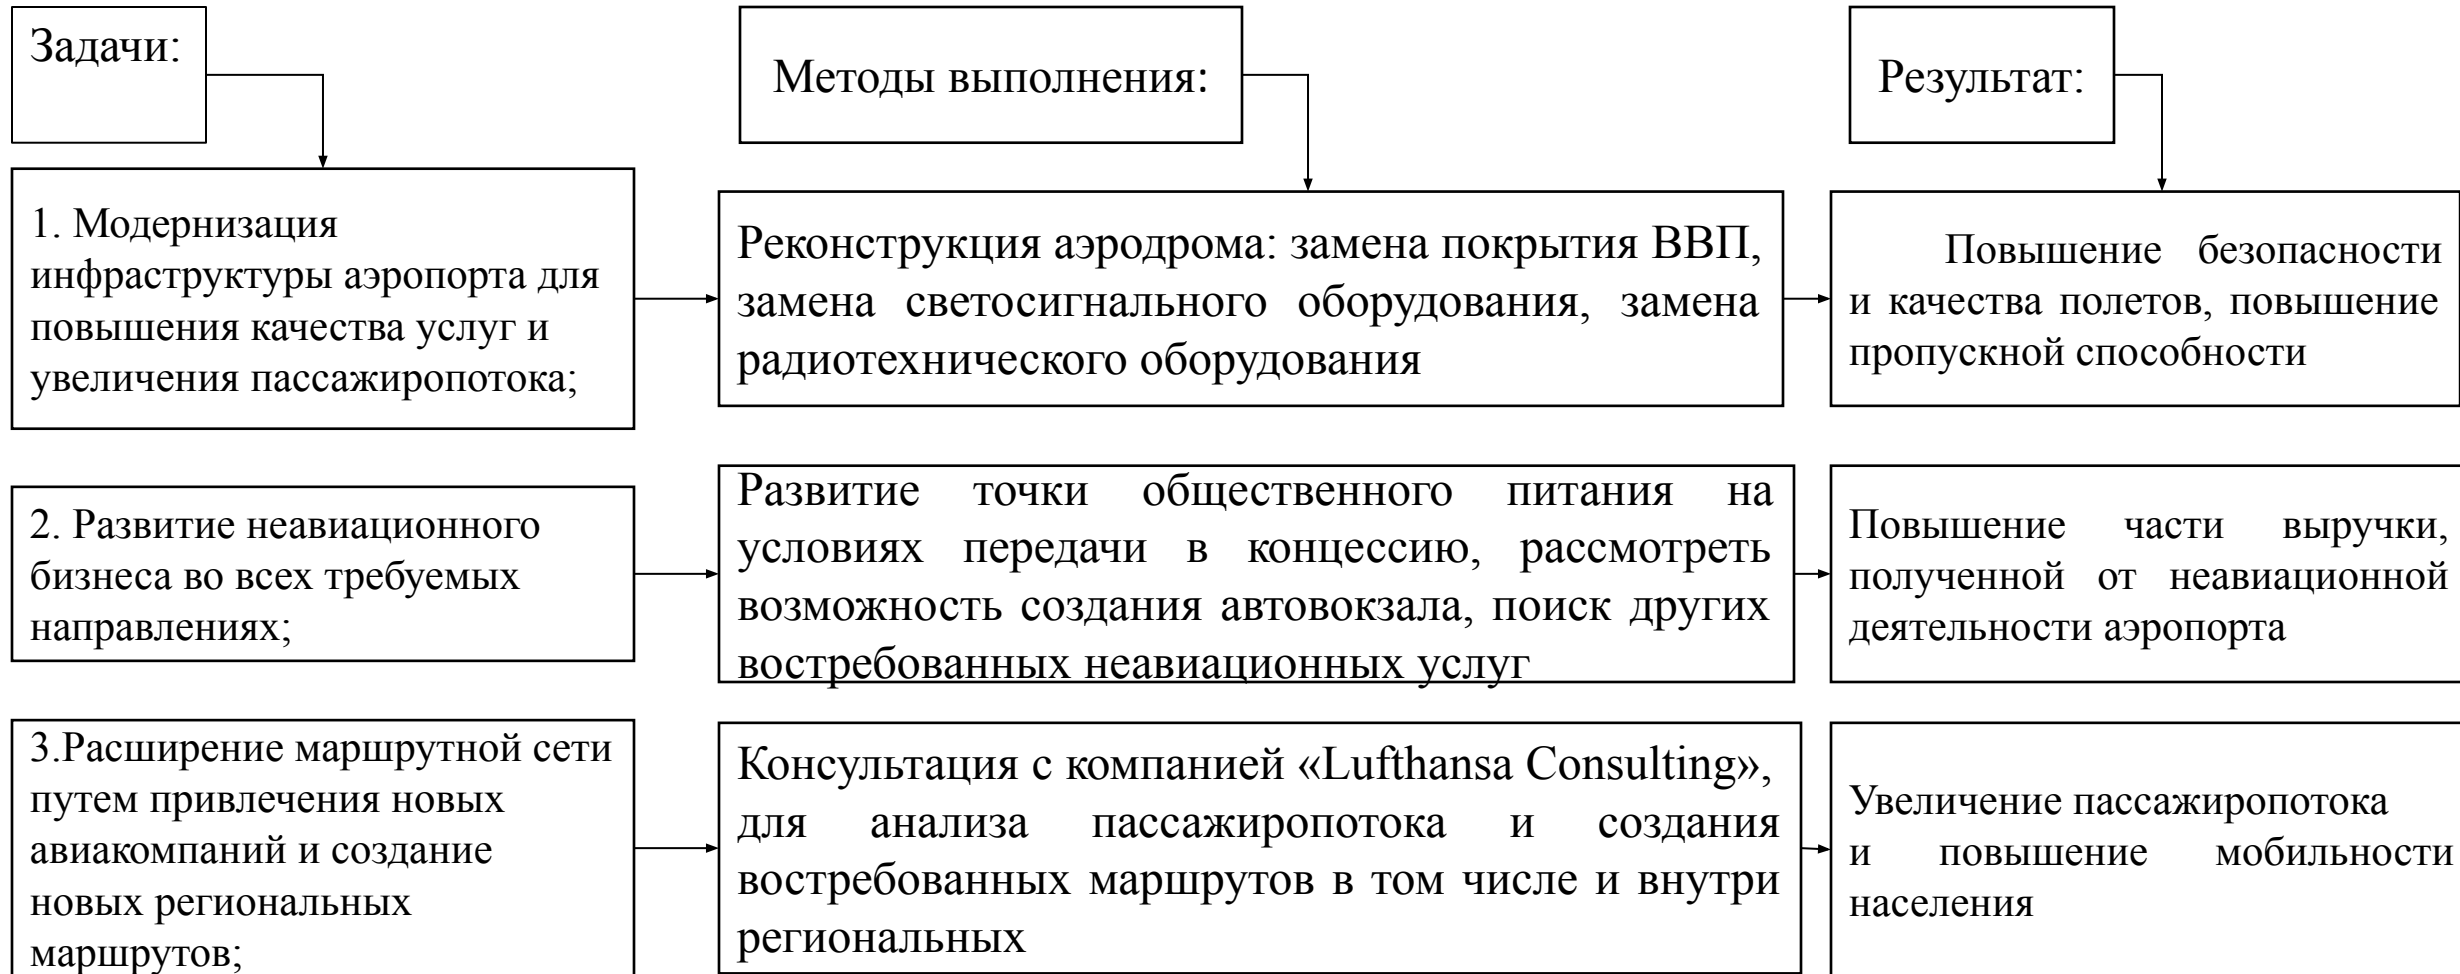 Задачи:
Методы выполнения:
Результат:
1. Модернизация
инфраструктуры аэропорта для
повышения качества услуг и
увеличения пассажиропотока;
Реконструкция аэродрома: замена покрытия ВВП,
замена светосигнального оборудования, замена
радиотехнического оборудования
Повышение безопасности
и качества полетов, повышение
пропускной способности
2. Развитие неавиационного
бизнеса во всех требуемых
направлениях;
Развитие точки общественного питания на
условиях передачи в концессию, рассмотреть
возможность создания автовокзала, поиск других
востребованных неавиационных услуг
Повышение части выручки,
полученной от неавиационной
деятельности аэропорта
3.Расширение маршрутной сети
путем привлечения новых
авиакомпаний и создание
новых региональных
маршрутов;
Консультация с компанией «Lufthansa Consulting»,
для анализа пассажиропотока и создания
востребованных маршрутов в том числе и внутри
региональных
Увеличение пассажиропотока
и повышение мобильности
населения